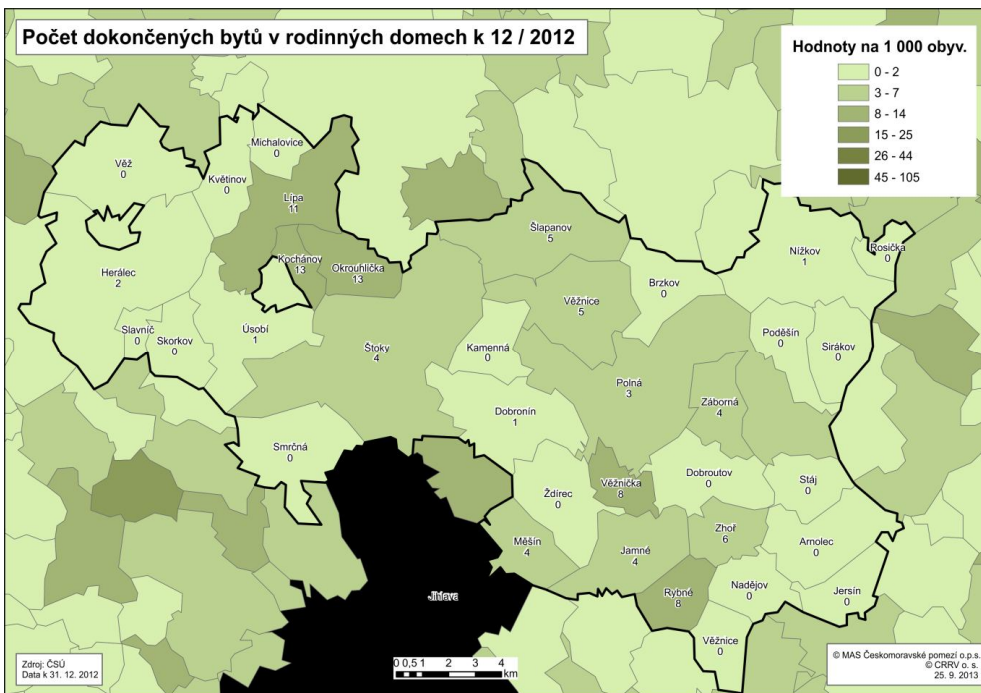 Počet dokončených bytů v rodinných domech k 12 / 2012
Hodnoty na 1 000 obyv.
0 - 2
3 - 7
8 - 14
15 - 25
26 - 44
45 - 105
Michalovice
0
Věž
0
Květinov
0
Lípa
11
Šlapanov
5
Nížkov
1
Rosička
0
Kochánov
13
Okrouhlička
13
Herálec
2
Brzkov
0
Věžnice
5
Slavníč
0
Skorkov
0
Úsobí
1
Poděšín
0
Sirákov
0
Štoky
4
Kamenná
0
Polná
3
Záborná
4
Dobronín
1
Smrčná
0
Ždírec
0
Věžnička
8
Dobroutov
0
Stáj
0
Měšín
4
Jamné
4
Zhoř
6
Arnolec
0
Rybné
8
Nadějov
0
Jersín
0
Jihlava
Věžnice
0
Zdroj: ČSÚ
Data k 31. 12. 2012
0 0,5 1 2 3 4
km
© MAS Českomoravské pomezí o.p.s.
© CRRV o. s.
25. 9. 2013